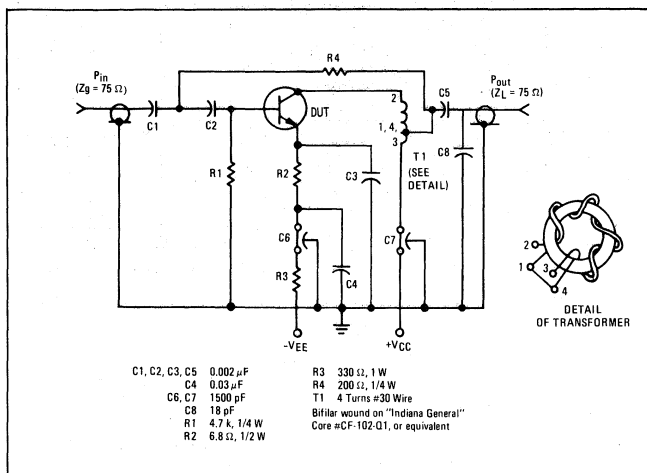 R4
Pin
(Zg = 75 Ω)
C1
C2
DUT
2
1, 4,
3
C5
Pout
(ZL = 75 Ω)
C8
T1
(SEE
DETAIL)
R1
R2
C3
C6
C4
C7
R3
-VEE
+VCC
2
1
3
4
DETAIL
OF TRANSFORMER
C1, C2, C3, C5 0.002 μF
C4 0.03 μF
C6, C7 1500 pF
C8 18 pF
R1 4.7 k, 1/4 W
R2 6.8 Ω, 1/2 W
R3 330 Ω, 1 W
R4 200 Ω, 1/4 W
T1 4 Turns #30 Wire
Bifilar wound on "Indiana General"
Core #CF-102-Q1, or equivalent